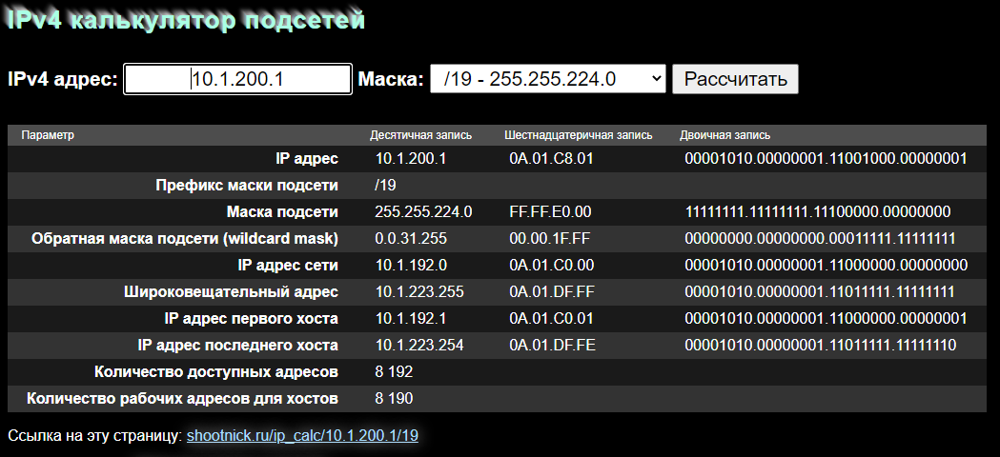 IPv4 калькулятор подсетей
IPv4 адрес: 10.1.200.1 Маска: /19 - 255.255.224.0 Рассчитать
Параметр Десятичная запись Шестнадцатеричная запись Двоичная запись
IP адрес 10.1.200.1 0A.01.C8.01 00001010.00000001.11001000.00000001
Префикс маски подсети /19
Маска подсети 255.255.224.0 FF.FF.E0.00 11111111.11111111.11100000.00000000
Обратная маска подсети (wildcard mask) 0.0.31.255 00.00.1F.FF 00000000.00000000.00011111.11111111
IP адрес сети 10.1.192.0 0A.01.C0.00 00001010.00000001.11000000.00000000
Широковещательный адрес 10.1.223.255 0A.01.DF.FF 00001010.00000001.11011111.11111111
IP адрес первого хоста 10.1.192.1 0A.01.C0.01 00001010.00000001.11000000.00000001
IP адрес последнего хоста 10.1.223.254 0A.01.DF.FE 00001010.00000001.11011111.11111110
Количество доступных адресов 8 192
Количество рабочих адресов для хостов 8 190
Ссылка на эту страницу: shootnick.ru/ip_calc/10.1.200.1/19